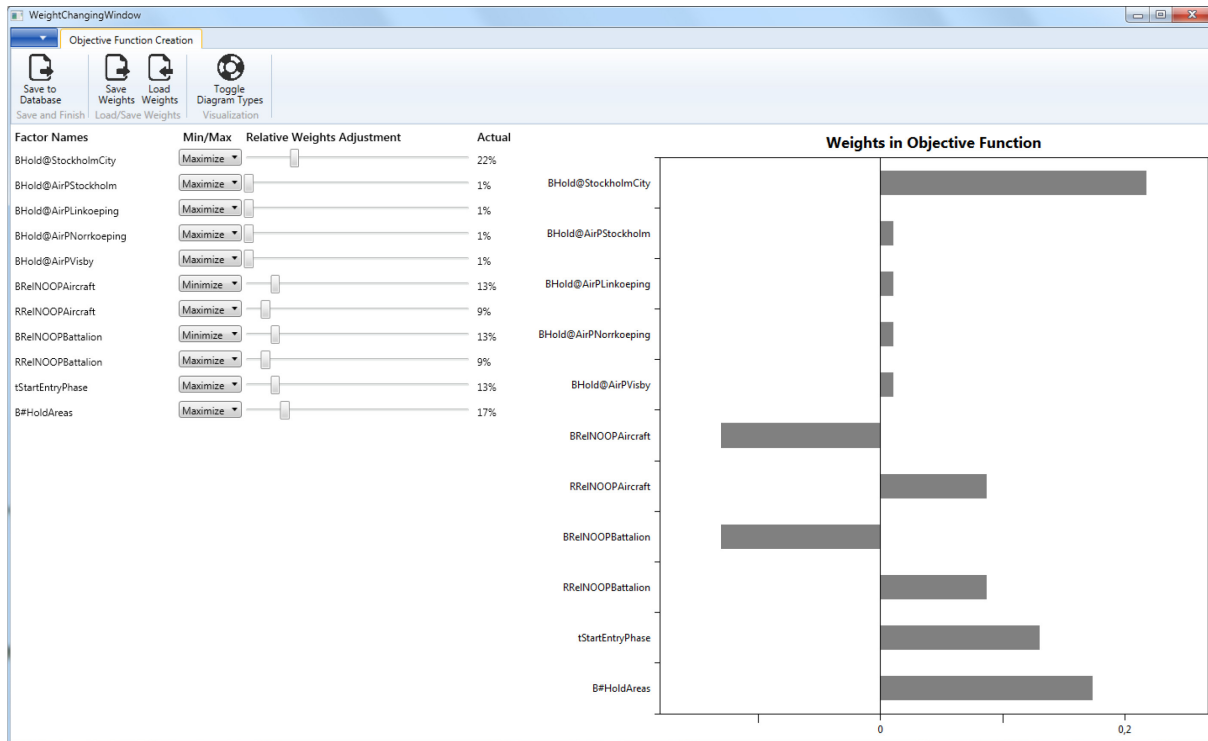 WeightChangingWindow
Objective Function Creation
Save to Database
Save Weights
Load Weights
Toggle Diagram Types
Save and Finish
Load/Save Weights
Visualization
Factor Names Min/Max Relative Weights Adjustment Actual
BHold@StockholmCity Maximize 22%
BHold@AirPStockholm Maximize 1%
BHold@AirPLinkoeping Maximize 1%
BHold@AirPNorrkoeping Maximize 1%
BHold@AirPVisby Maximize 1%
BRelNOOPAircraft Minimize 13%
RRelNOOPAircraft Maximize 9%
BRelNOOPBattalion Minimize 13%
RRelNOOPBattalion Maximize 9%
tStartEntryPhase Maximize 13%
B#HoldAreas Maximize 17%
Weights in Objective Function
BHold@StockholmCity
BHold@AirPStockholm
BHold@AirPLinkoeping
BHold@AirPNorrkoeping
BHold@AirPVisby
BRelNOOPAircraft
RRelNOOPAircraft
BRelNOOPBattalion
RRelNOOPBattalion
tStartEntryPhase
B#HoldAreas
0 0,2